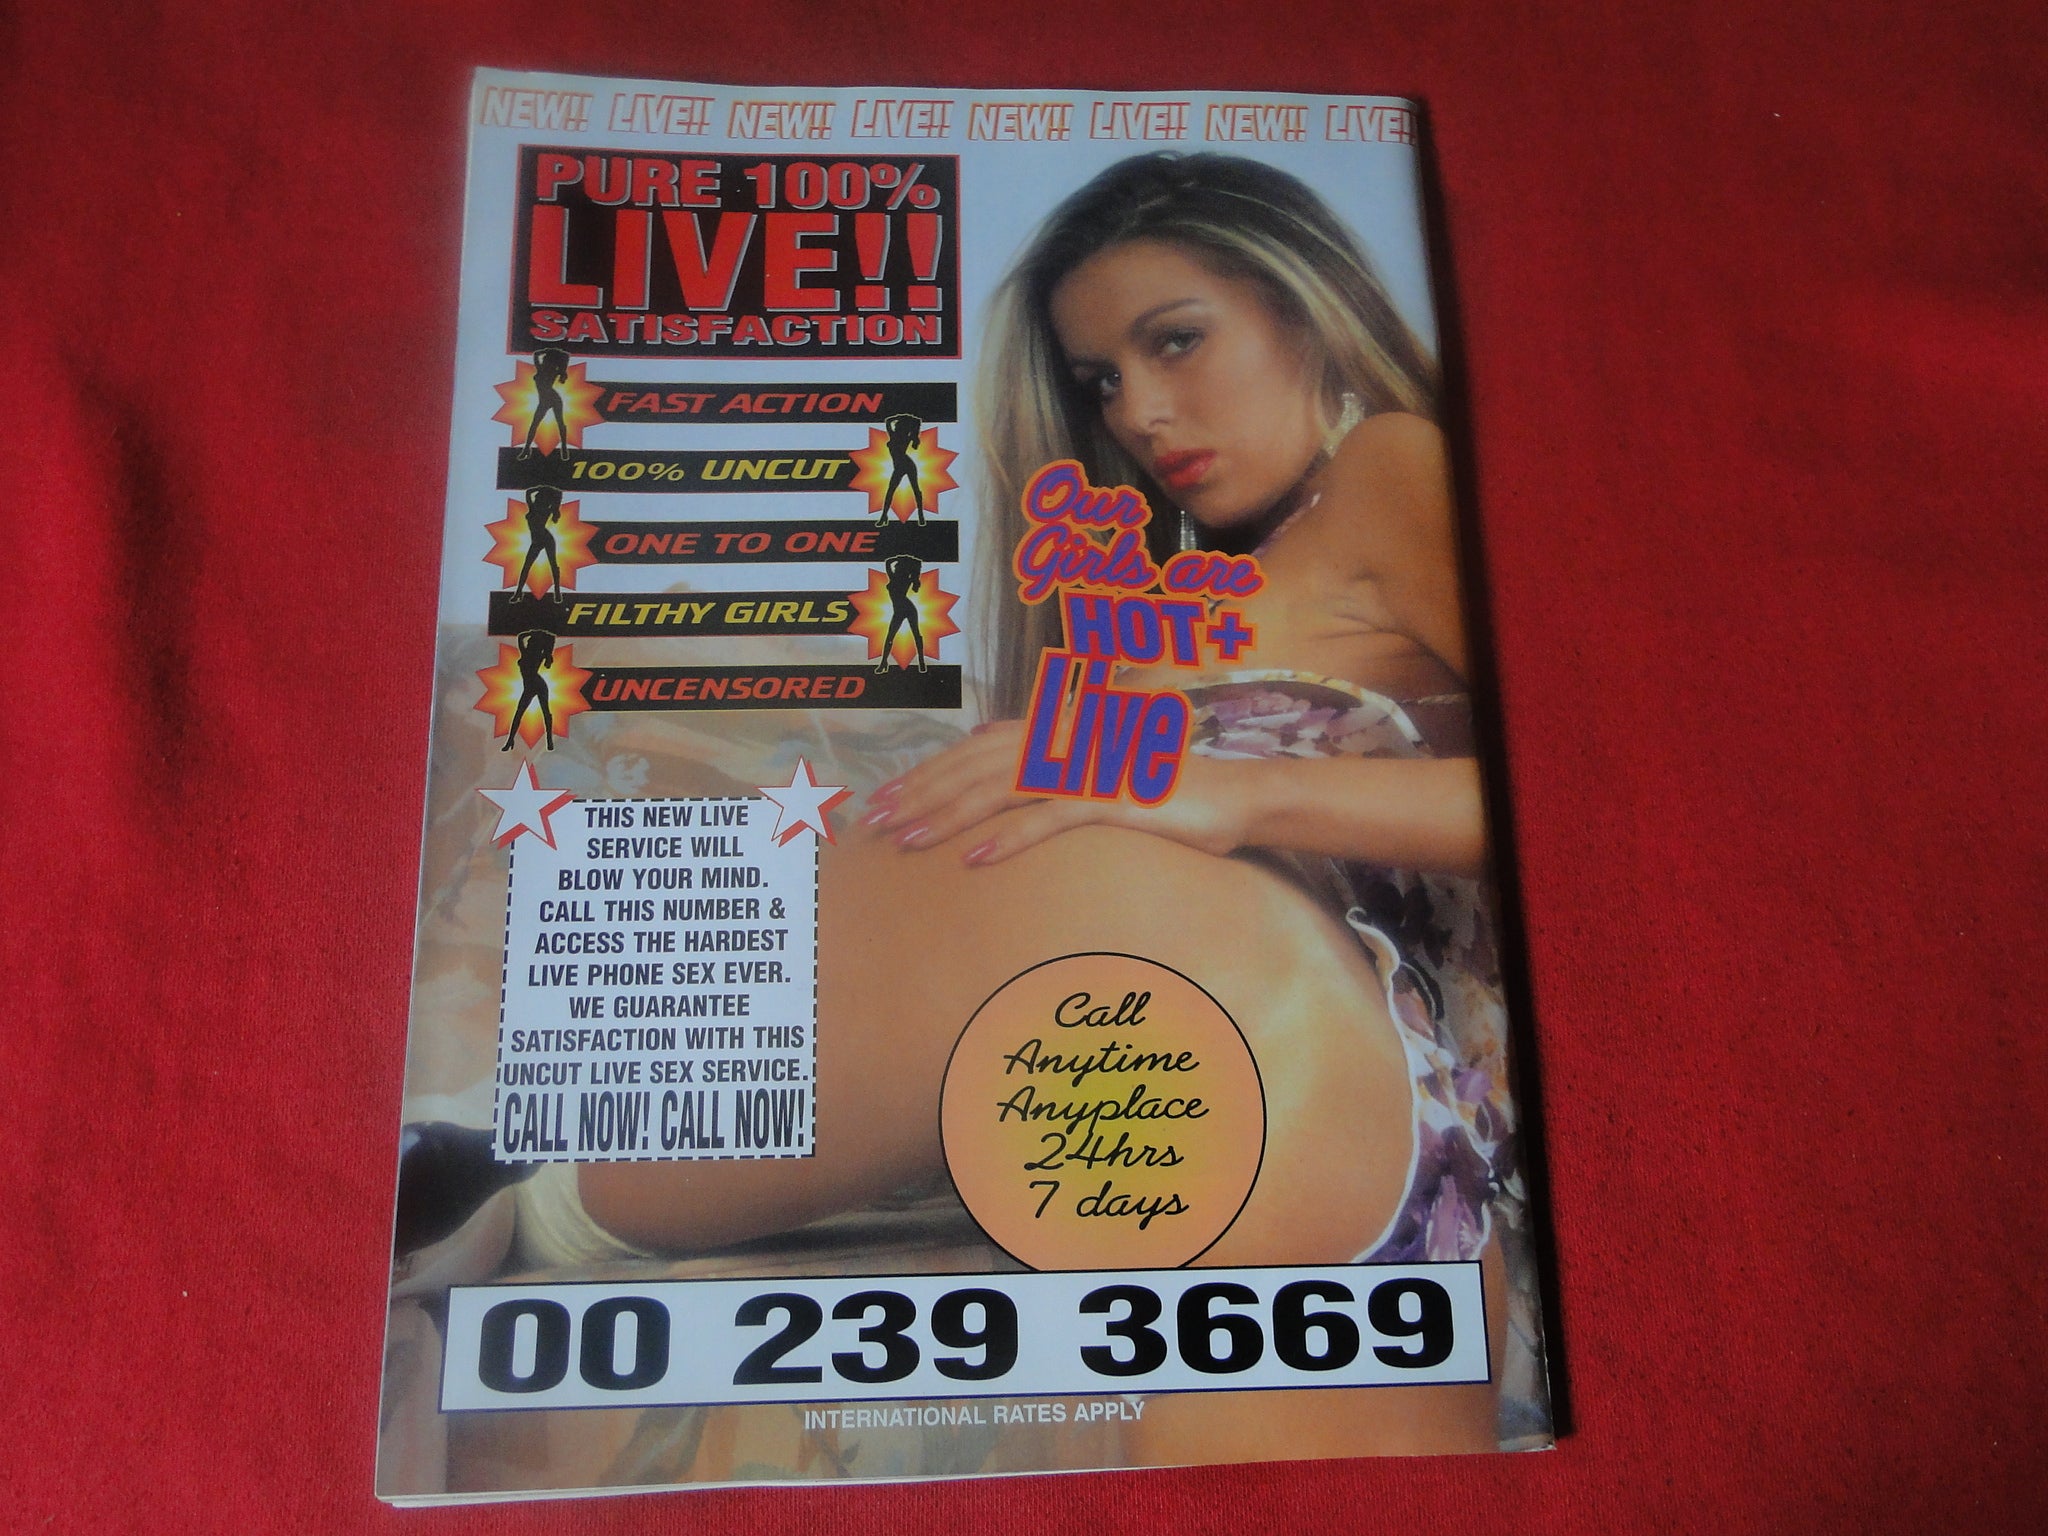 NEW!! LIVE!! NEW!! LIVE!! NEW!! LIVE!! NEW!! LIVE!!
PURE 100%
LIVE!!
SATISFACTION
FAST ACTION
100% UNCUT
ONE TO ONE
FILTHY GIRLS
UNCENSORED
Our
Girls are
HOT+
Live
THIS NEW LIVE
SERVICE WILL
BLOW YOUR MIND.
CALL THIS NUMBER &
ACCESS THE HARDEST
LIVE PHONE SEX EVER.
WE GUARANTEE
SATISFACTION WITH THIS
UNCUT LIVE SEX SERVICE.
CALL NOW! CALL NOW!
Call
Anytime
Anyplace
24hrs
7 days
00 239 3669
INTERNATIONAL RATES APPLY